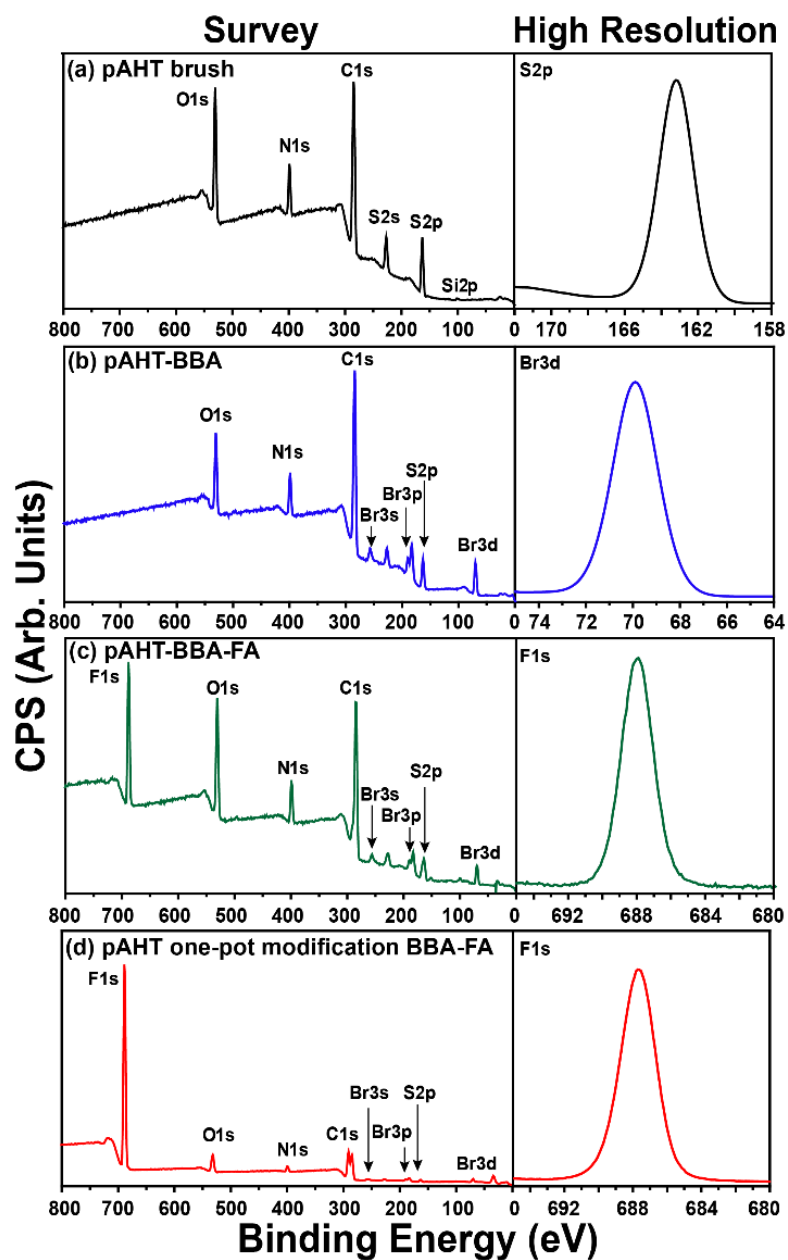 Survey
High Resolution
(a) pAHT brush
O1s
N1s
C1s
S2s
S2p
Si2p
S2p
800 700 600 500 400 300 200 100 0
170 166 162 158
(b) pAHT-BBA
O1s
N1s
C1s
Br3s
Br3p
S2p
Br3d
Br3d
800 700 600 500 400 300 200 100 0
74 72 70 68 66 64
(c) pAHT-BBA-FA
F1s
O1s
N1s
C1s
Br3s
Br3p
S2p
Br3d
F1s
800 700 600 500 400 300 200 100 0
692 688 684 680
(d) pAHT one-pot modification BBA-FA
F1s
O1s
N1s
C1s
Br3s
Br3p
S2p
Br3d
F1s
800 700 600 500 400 300 200 100 0
692 688 684 680
CPS (Arb. Units)
Binding Energy (eV)